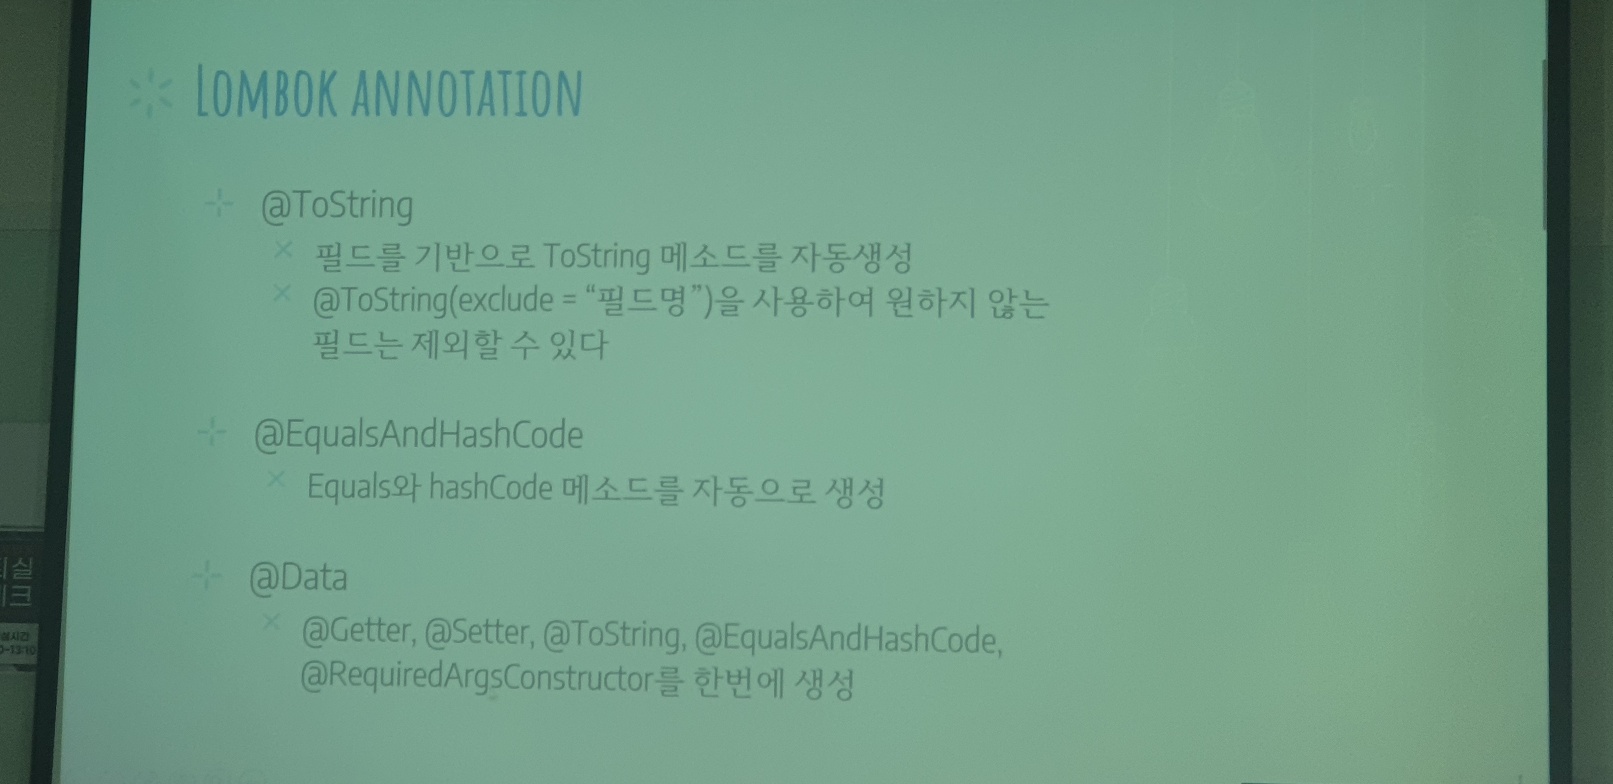 LOMBOK ANNOTATION
@ToString
필드를 기반으로 ToString 메소드를 자동생성
@ToString(exclude = “필드명”)을 사용하여 원하지 않는
필드는 제외할 수 있다
@EqualsAndHashCode
Equals와 hashCode 메소드를 자동으로 생성
@Data
@Getter, @Setter, @ToString, @EqualsAndHashCode,
@RequiredArgsConstructor를 한번에 생성